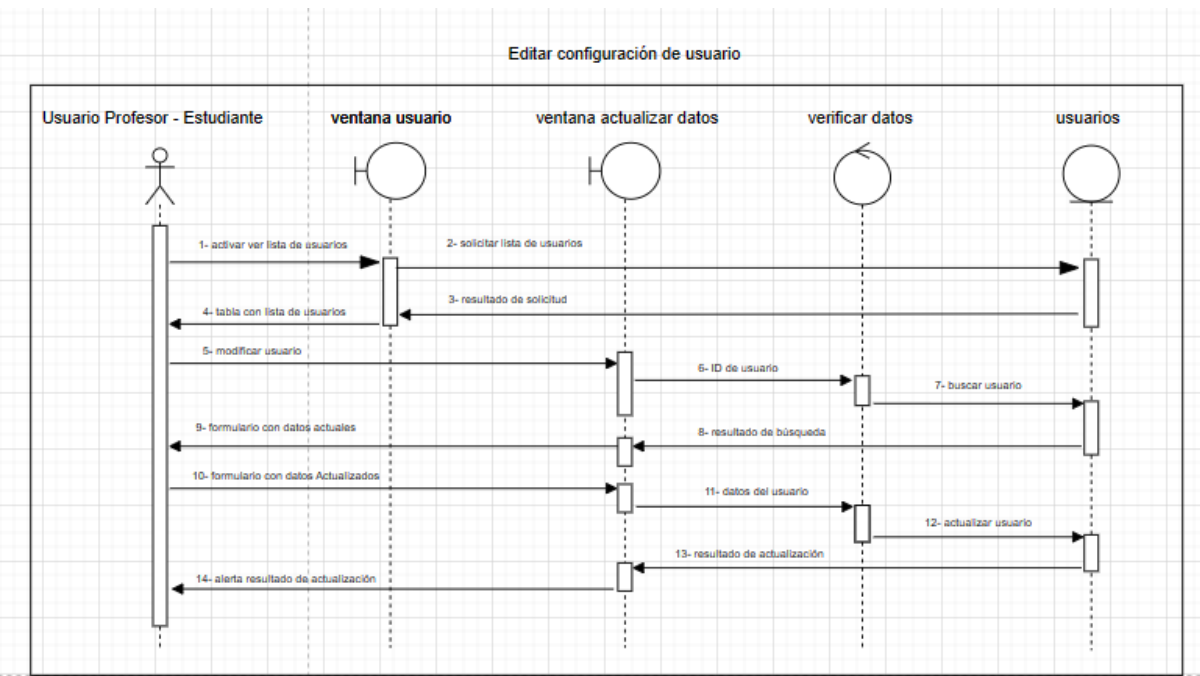 Editar configuración de usuario
Usuario Profesor - Estudiante
ventana usuario
ventana actualizar datos
verificar datos
usuarios
1- activar ver lista de usuarios
2- solicitar lista de usuarios
3- resultado de solicitud
4- tabla con lista de usuarios
5- modificar usuario
6- ID de usuario
7- buscar usuario
8- resultado de búsqueda
9- formulario con datos actuales
10- formulario con datos Actualizados
11- datos del usuario
12- actualizar usuario
13- resultado de actualización
14- alerta resultado de actualización